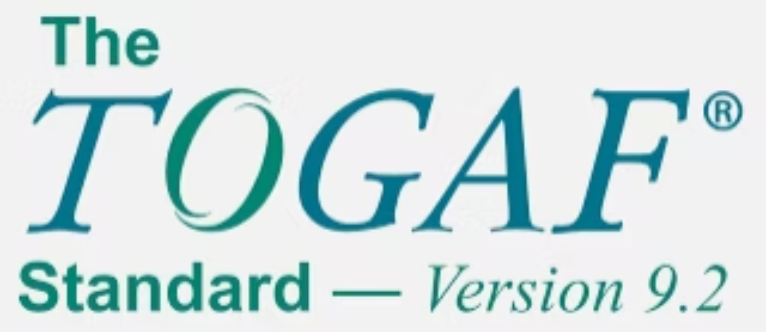 The
TOGAF®
Standard — Version 9.2